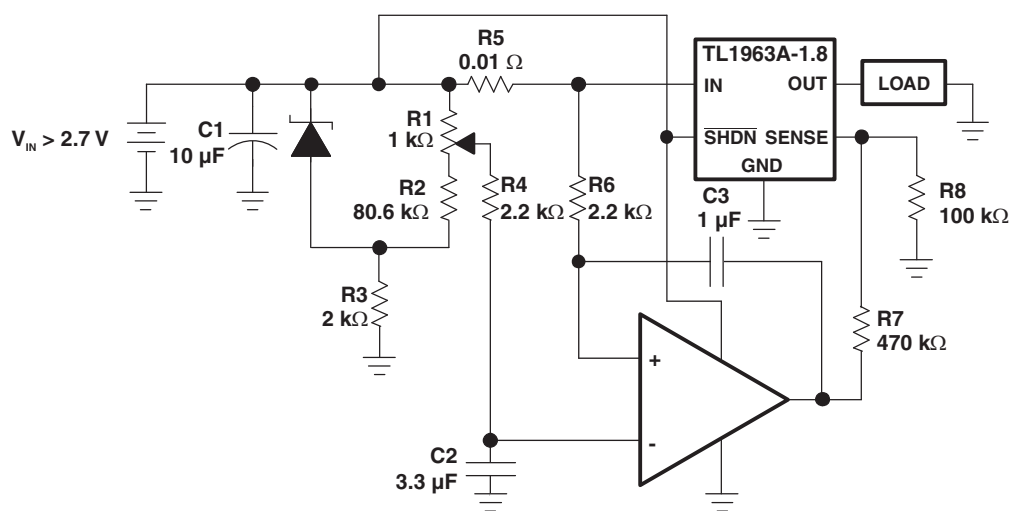 R5
0.01 Ω
TL1963A-1.8
IN
OUT
LOAD
V_IN > 2.7 V
C1
10 µF
R1
1 kΩ
SHDN
SENSE
GND
R2
80.6 kΩ
R4
2.2 kΩ
R6
2.2 kΩ
C3
1 µF
R8
100 kΩ
R3
2 kΩ
R7
470 kΩ
+
-
C2
3.3 µF